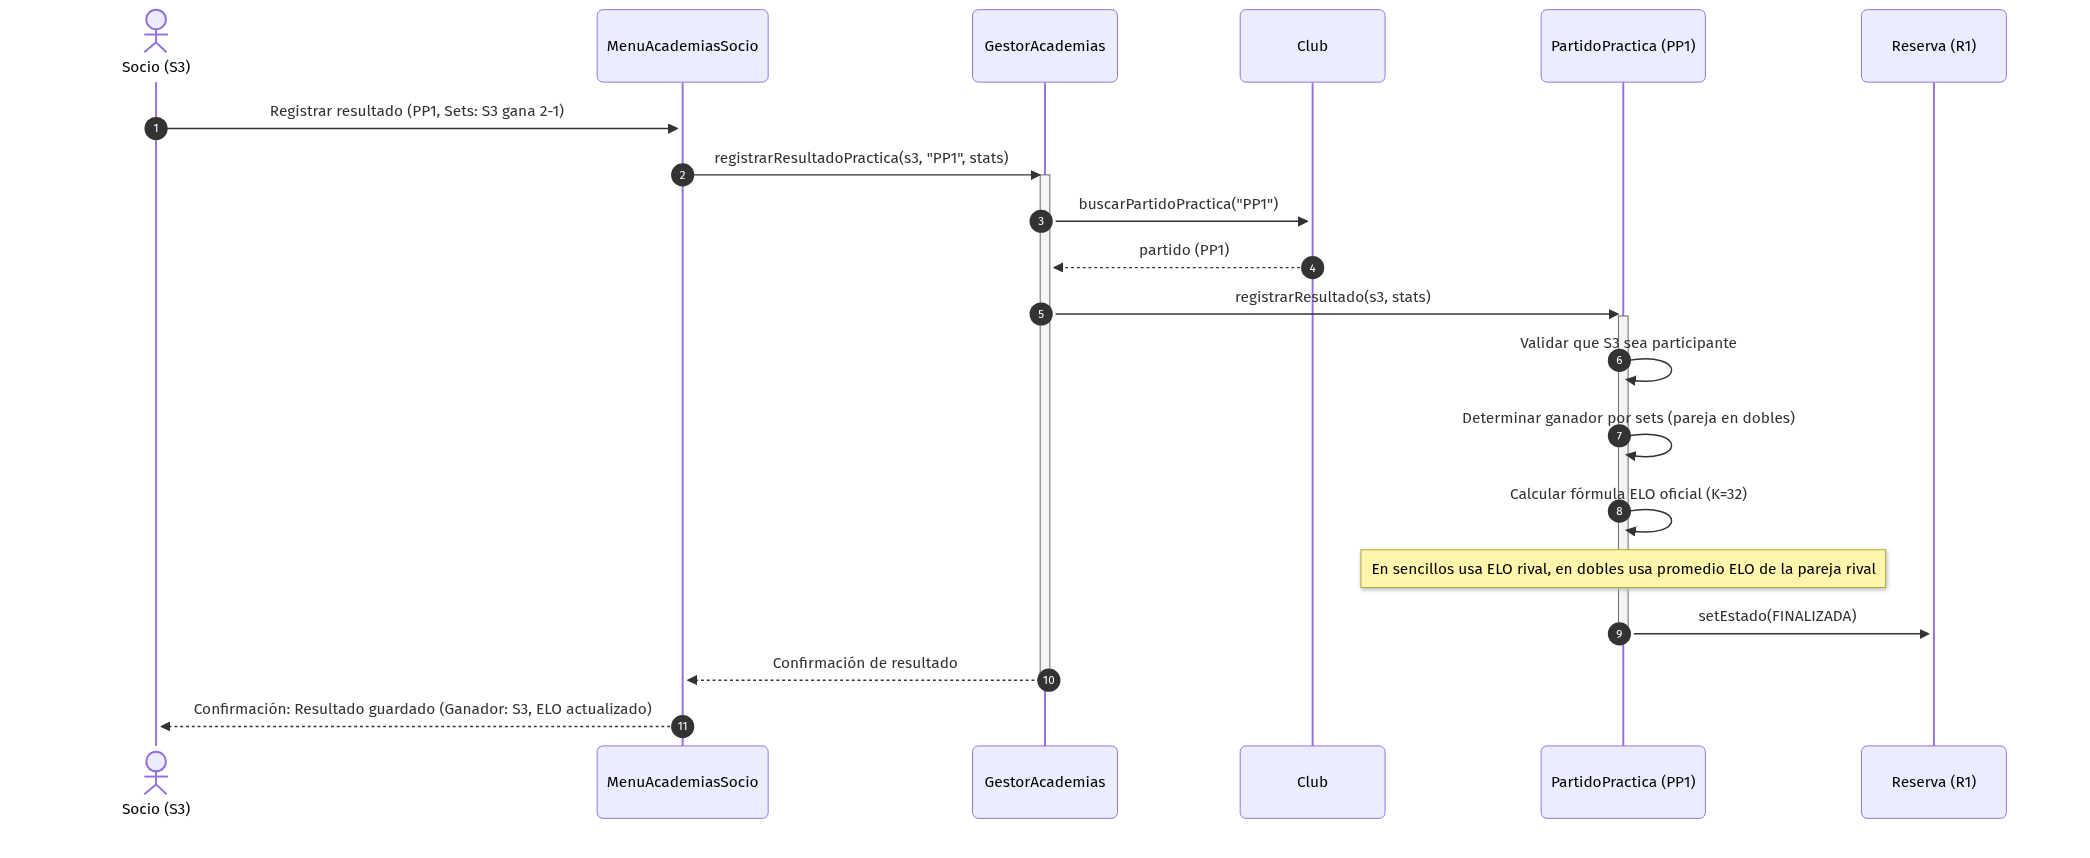 Socio (S3)
MenuAcademiasSocio
GestorAcademias
Club
PartidoPractica (PP1)
Reserva (R1)
Registrar resultado (PP1, Sets: S3 gana 2-1)
1
registrarResultadoPractica(s3, "PP1", stats)
2
buscarPartidoPractica("PP1")
3
partido (PP1)
4
registrarResultado(s3, stats)
5
Validar que S3 sea participante
6
Determinar ganador por sets (pareja en dobles)
7
Calcular fórmula ELO oficial (K=32)
8
En sencillos usa ELO rival, en dobles usa promedio ELO de la pareja rival
setEstado(FINALIZADA)
9
Confirmación de resultado
10
Confirmación: Resultado guardado (Ganador: S3, ELO actualizado)
11
Socio (S3)
MenuAcademiasSocio
GestorAcademias
Club
PartidoPractica (PP1)
Reserva (R1)